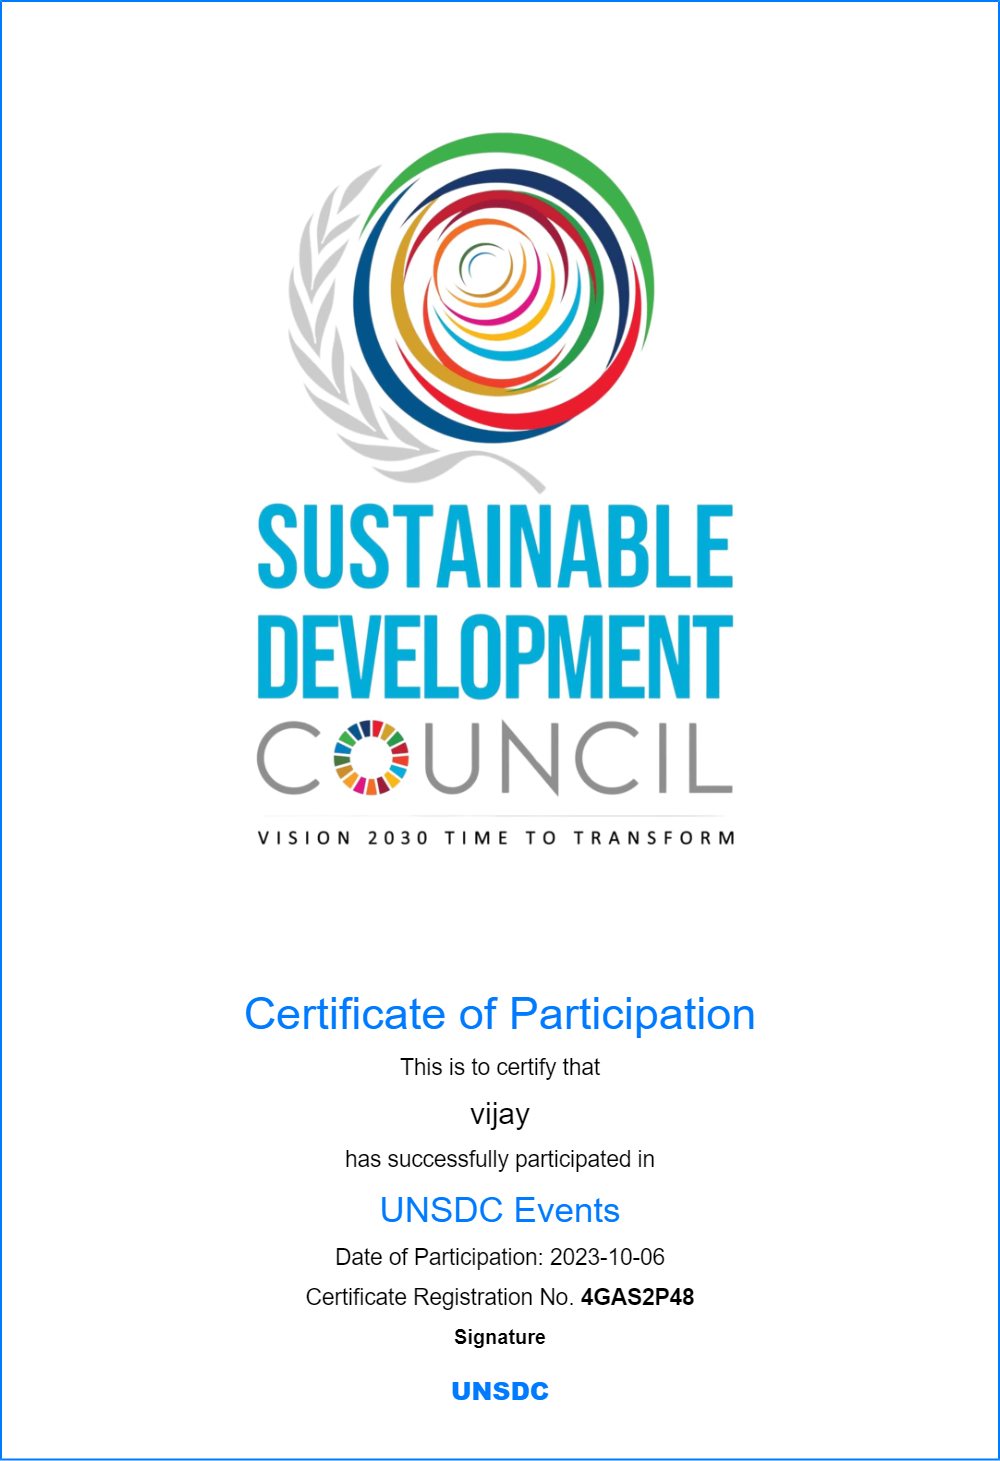 SUSTAINABLE
DEVELOPMENT
COUNCIL
VISION 2030 TIME TO TRANSFORM
Certificate of Participation
This is to certify that
vijay
has successfully participated in
UNSDC Events
Date of Participation: 2023-10-06
Certificate Registration No. 4GAS2P48
Signature
UNSDC